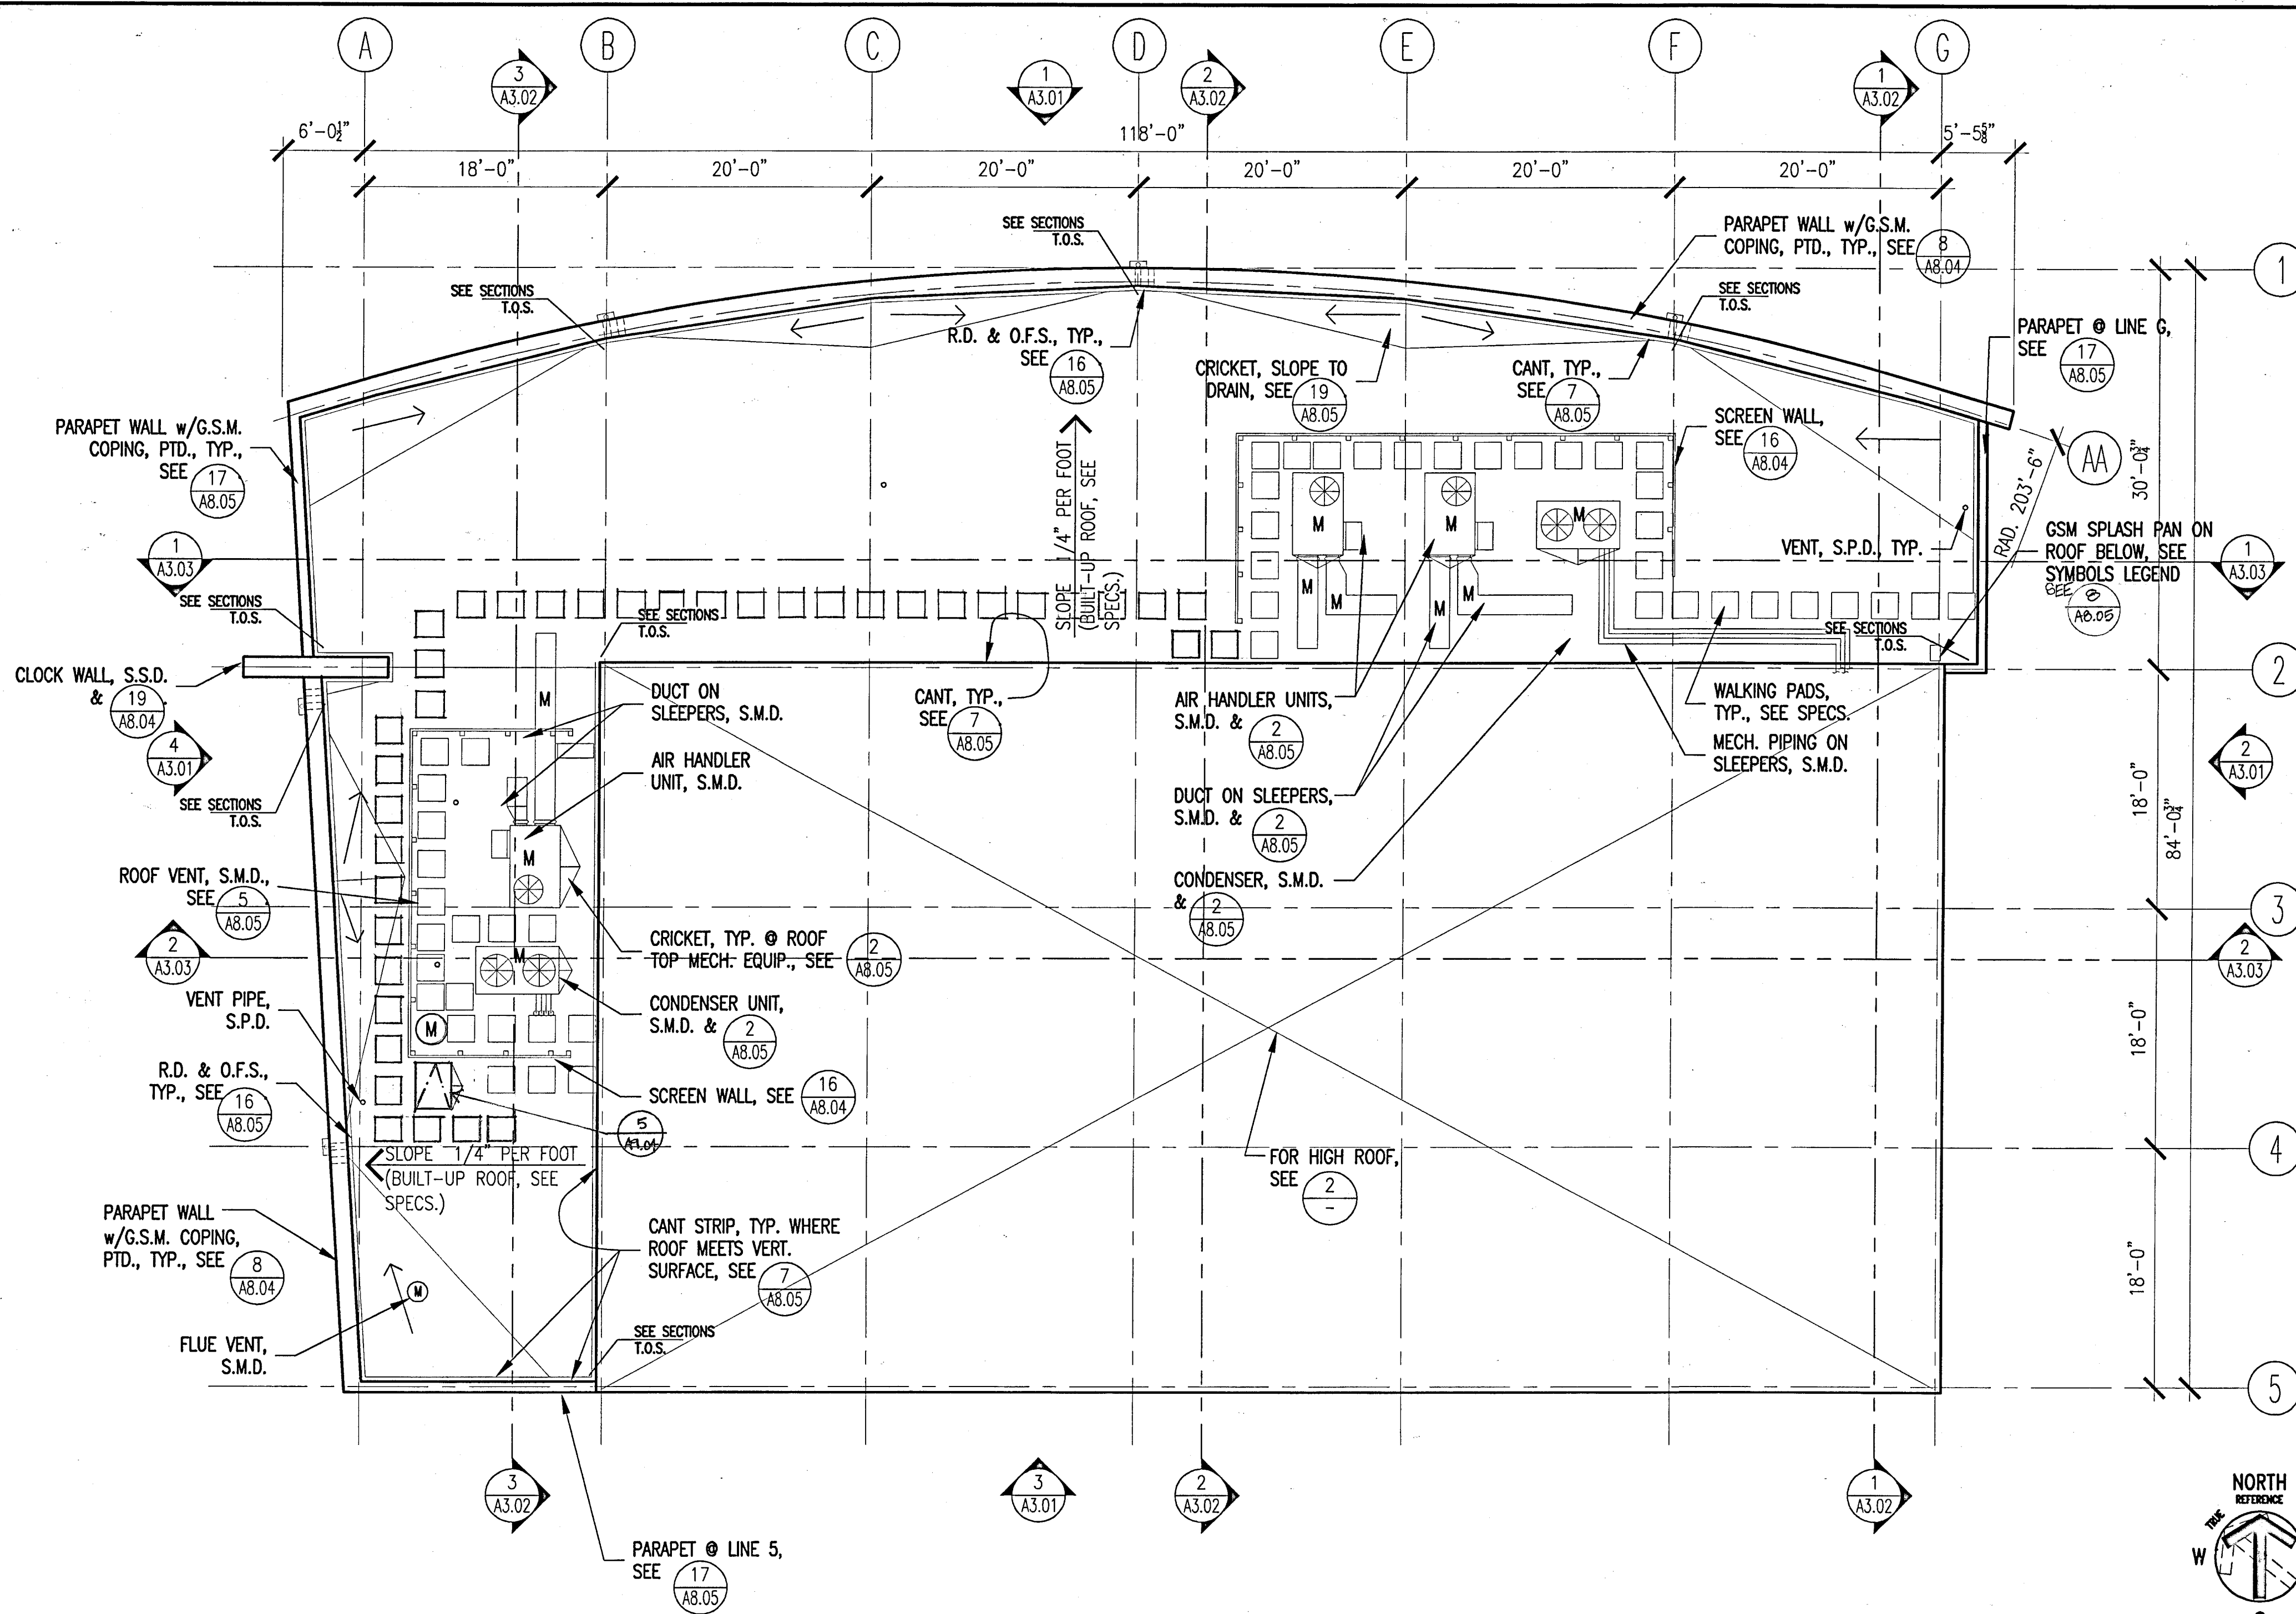 A
B
C
D
E
F
G
3
A3.02
1
A3.01
2
A3.02
1
A3.02
6'-0½"
118'-0"
5'-5⅝"
18'-0"
20'-0"
20'-0"
20'-0"
20'-0"
20'-0"
SEE SECTIONS
T.O.S.
SEE SECTIONS
T.O.S.
PARAPET WALL w/G.S.M.
COPING, PTD., TYP., SEE
8
A8.04
1
SEE SECTIONS
T.O.S.
PARAPET @ LINE G,
SEE
17
A8.05
R.D. & O.F.S., TYP.,
SEE
16
A8.05
CRICKET, SLOPE TO
DRAIN, SEE
19
A8.05
CANT, TYP.,
SEE
7
A8.05
SCREEN WALL,
SEE
16
A8.04
PARAPET WALL w/G.S.M.
COPING, PTD., TYP.,
SEE
17
A8.05
AA
30'-0¾"
RAD. 203'-6"
SLOPE 1/4" PER FOOT
(BUILT-UP ROOF, SEE
SPECS.)
M
M
M
VENT, S.P.D., TYP.
GSM SPLASH PAN ON
ROOF BELOW, SEE
SYMBOLS LEGEND
SEE
8
A8.05
1
A3.03
1
A3.03
M
M
M
M
SEE SECTIONS
T.O.S.
SEE SECTIONS
T.O.S.
SEE SECTIONS
T.O.S.
CLOCK WALL, S.S.D.
&
19
A8.04
2
M
DUCT ON
SLEEPERS, S.M.D.
CANT, TYP.,
SEE
7
A8.05
AIR HANDLER UNITS,
S.M.D. &
2
A8.05
WALKING PADS,
TYP., SEE SPECS.
MECH. PIPING ON
SLEEPERS, S.M.D.
4
A3.01
AIR HANDLER
UNIT, S.M.D.
2
A3.01
18'-0"
84'-0¾"
SEE SECTIONS
T.O.S.
DUCT ON SLEEPERS,
S.M.D. &
2
A8.05
M
ROOF VENT, S.M.D.,
SEE
5
A8.05
CONDENSER, S.M.D.
&
2
A8.05
3
2
A3.03
CRICKET, TYP. @ ROOF
TOP MECH. EQUIP., SEE
2
A8.05
2
A3.03
M
VENT PIPE,
S.P.D.
CONDENSER UNIT,
S.M.D. &
2
A8.05
M
18'-0"
R.D. & O.F.S.,
TYP., SEE
16
A8.05
SCREEN WALL, SEE
16
A8.04
5
SLOPE 1/4" PER FOOT
(BUILT-UP ROOF, SEE
SPECS.)
FOR HIGH ROOF,
SEE
2
-
4
PARAPET WALL
w/G.S.M. COPING,
PTD., TYP., SEE
8
A8.04
CANT STRIP, TYP. WHERE
ROOF MEETS VERT.
SURFACE, SEE
7
A8.05
18'-0"
M
FLUE VENT,
S.M.D.
SEE SECTIONS
T.O.S.
5
3
A3.02
3
A3.01
2
A3.02
1
A3.02
PARAPET @ LINE 5,
SEE
17
A8.05
NORTH
REFERENCE
TRUE
W